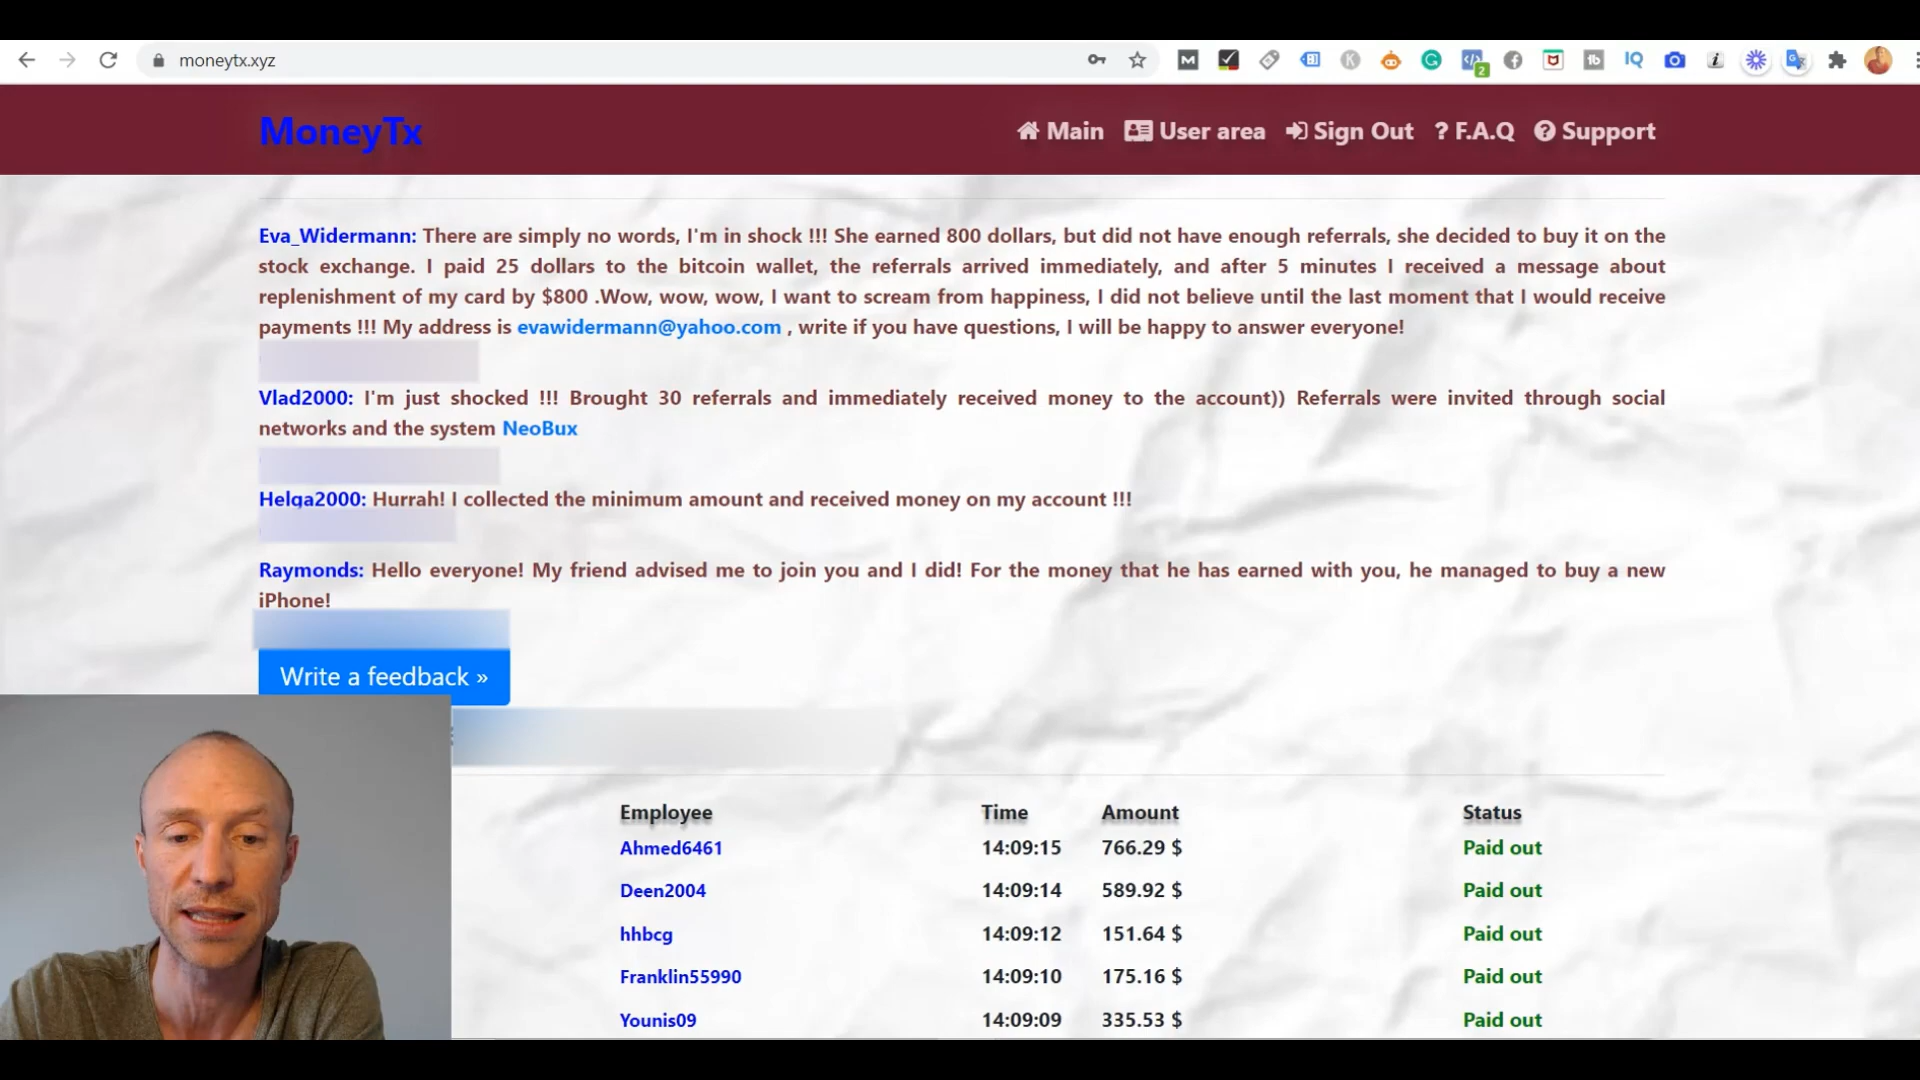 moneytx.xyz
MoneyTx
Main User area Sign Out ? F.A.Q Support
Eva_Widermann: There are simply no words, I'm in shock !!! She earned 800 dollars, but did not have enough referrals, she decided to buy it on the
stock exchange. I paid 25 dollars to the bitcoin wallet, the referrals arrived immediately, and after 5 minutes I received a message about
replenishment of my card by $800 .Wow, wow, wow, I want to scream from happiness, I did not believe until the last moment that I would receive
payments !!! My address is evawidermann@yahoo.com , write if you have questions, I will be happy to answer everyone!
Vlad2000: I'm just shocked !!! Brought 30 referrals and immediately received money to the account)) Referrals were invited through social
networks and the system NeoBux
Helga2000: Hurrah! I collected the minimum amount and received money on my account !!!
Raymonds: Hello everyone! My friend advised me to join you and I did! For the money that he has earned with you, he managed to buy a new
iPhone!
Write a feedback »
Employee Time Amount Status
Ahmed6461 14:09:15 766.29 $ Paid out
Deen2004 14:09:14 589.92 $ Paid out
hhbcg 14:09:12 151.64 $ Paid out
Franklin55990 14:09:10 175.16 $ Paid out
Younis09 14:09:09 335.53 $ Paid out